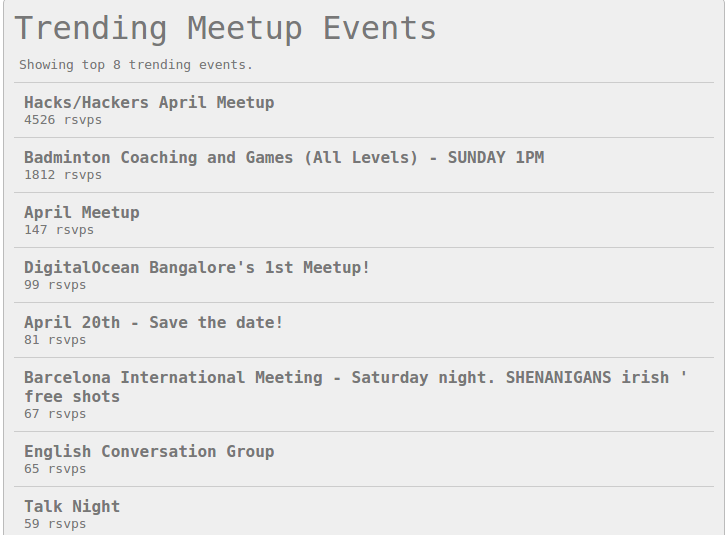 Trending Meetup Events
Showing top 8 trending events.
Hacks/Hackers April Meetup
4526 rsvps
Badminton Coaching and Games (All Levels) - SUNDAY 1PM
1812 rsvps
April Meetup
147 rsvps
DigitalOcean Bangalore's 1st Meetup!
99 rsvps
April 20th - Save the date!
81 rsvps
Barcelona International Meeting - Saturday night. SHENANIGANS irish '
free shots
67 rsvps
English Conversation Group
65 rsvps
Talk Night
59 rsvps